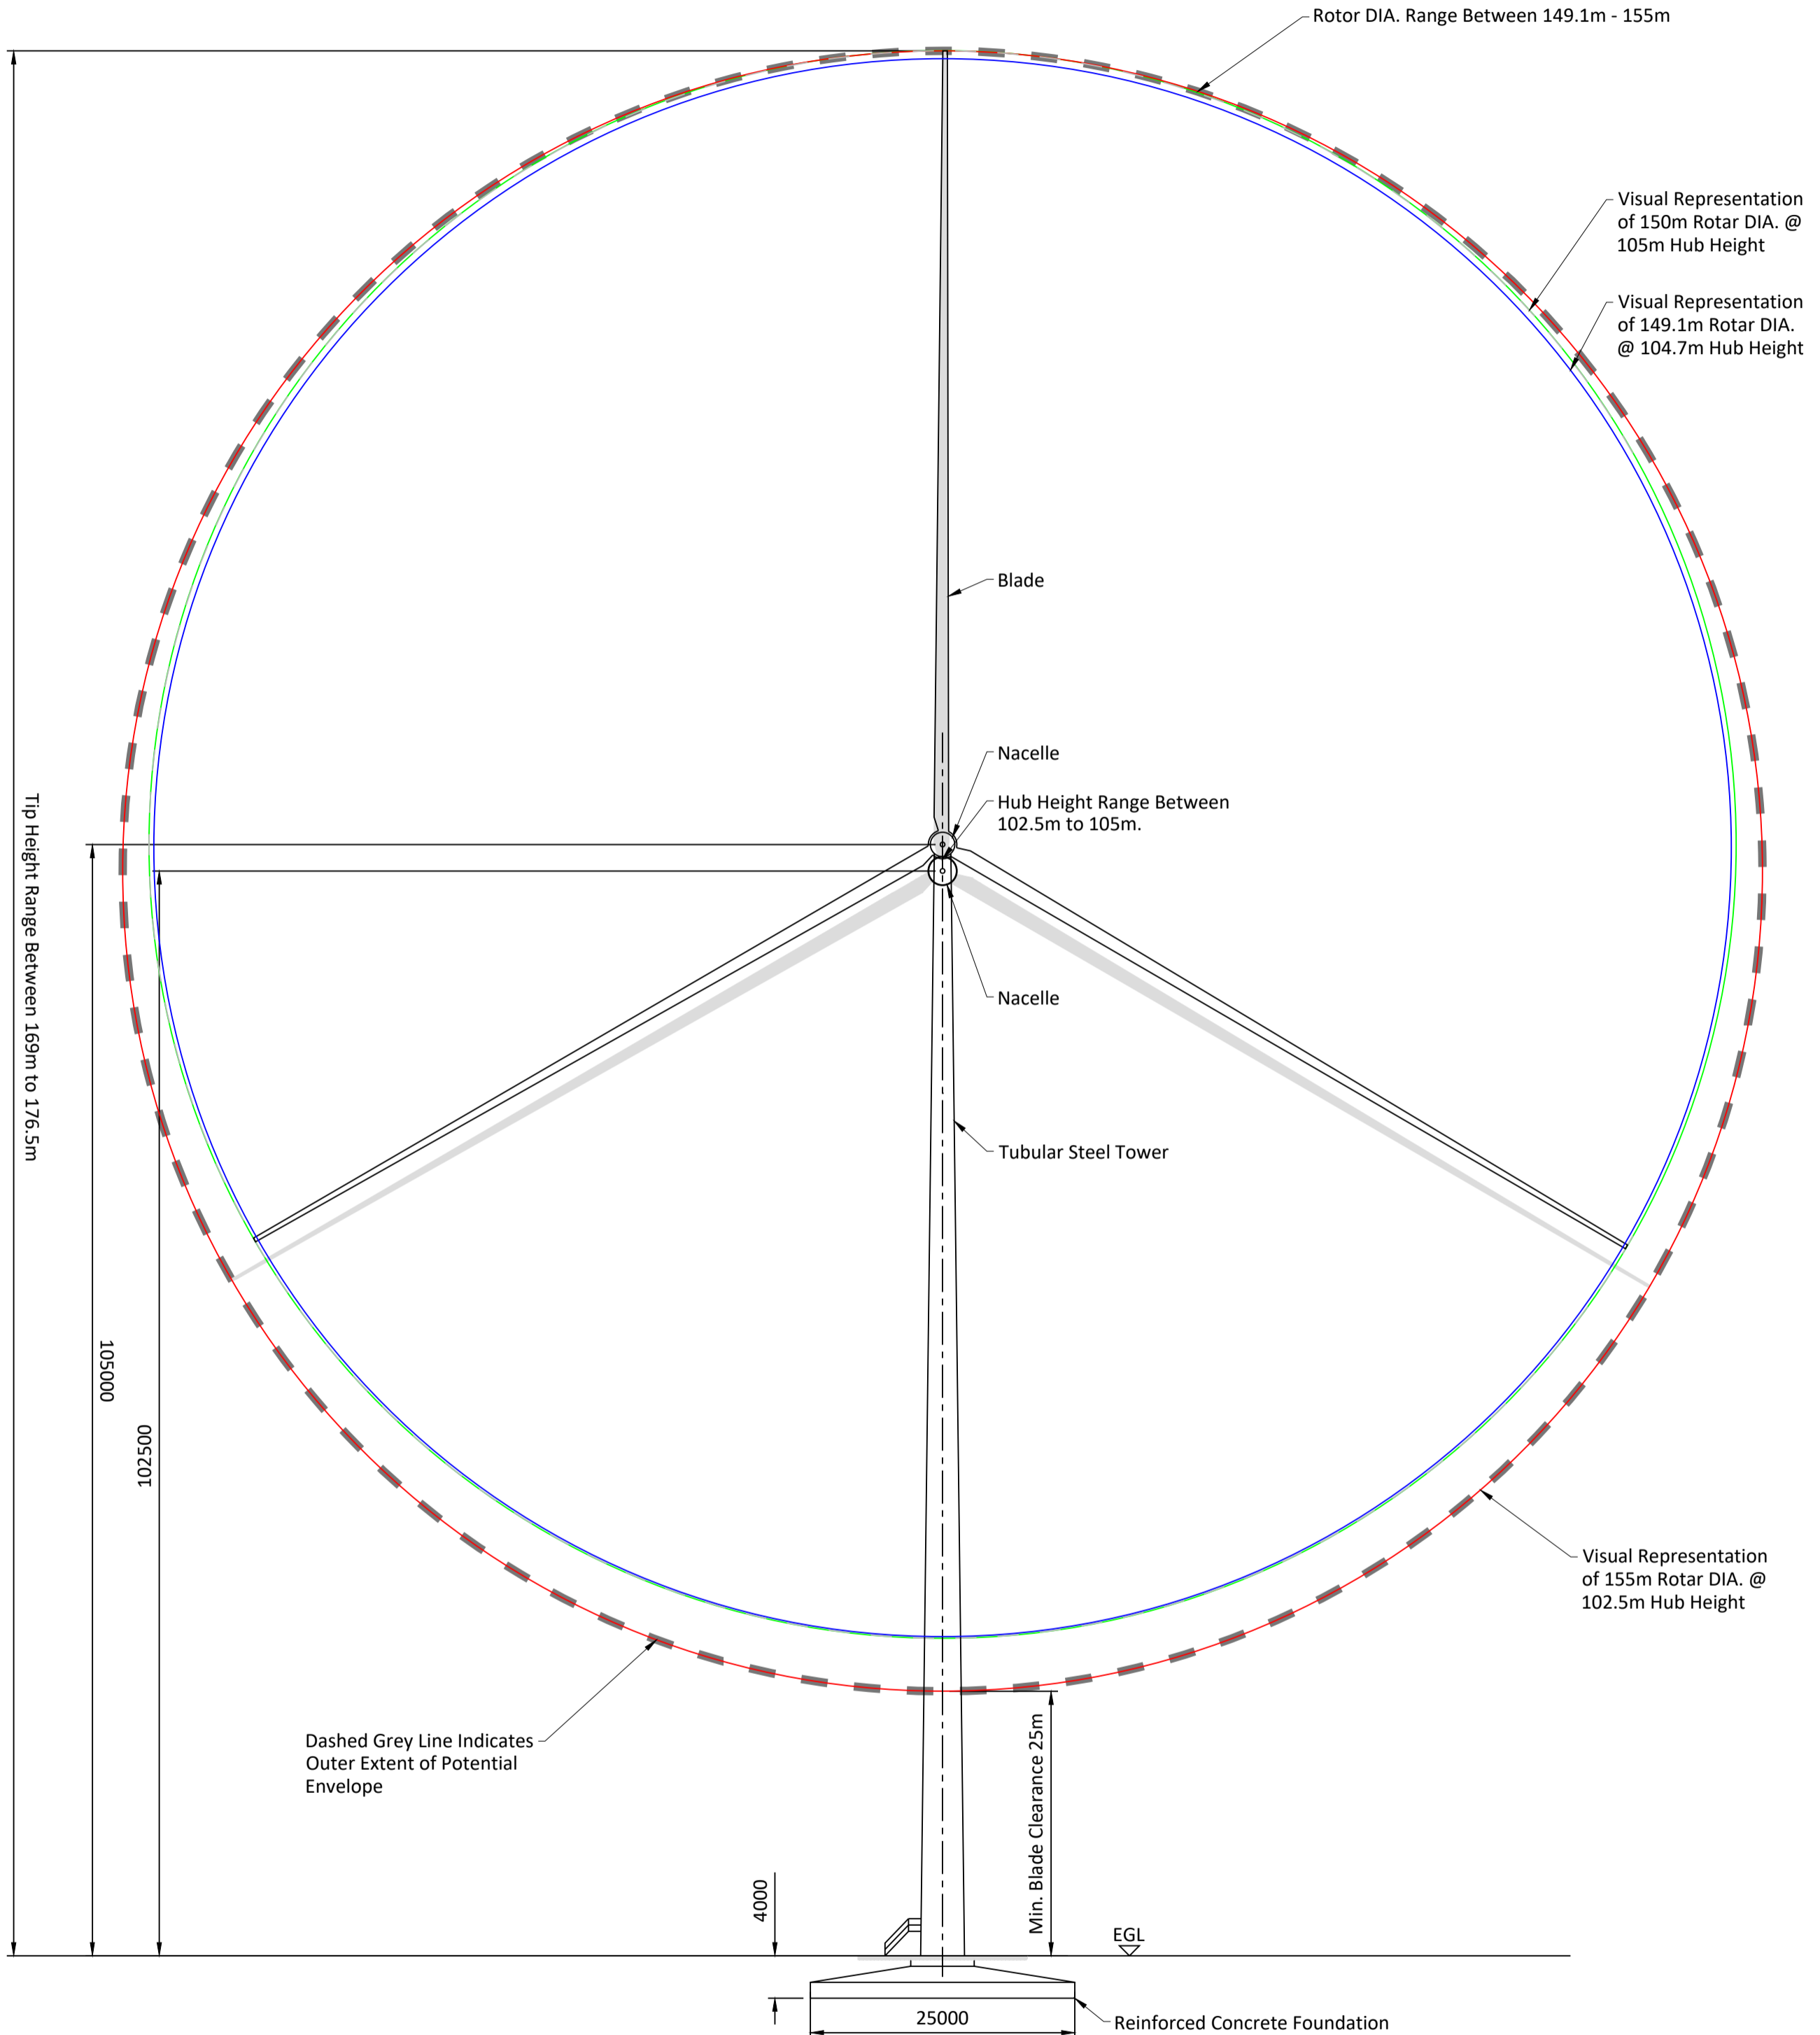 Rotor DIA. Range Between 149.1m - 155m
Visual Representation
of 150m Rotar DIA. @
105m Hub Height
Visual Representation
of 149.1m Rotar DIA.
@ 104.7m Hub Height
Blade
Nacelle
Hub Height Range Between
102.5m to 105m.
Nacelle
Tip Height Range Between 169m to 176.5m
Tubular Steel Tower
105000
102500
Visual Representation
of 155m Rotar DIA. @
102.5m Hub Height
Dashed Grey Line Indicates
Outer Extent of Potential
Envelope
Min. Blade Clearance 25m
4000
EGL
25000
Reinforced Concrete Foundation